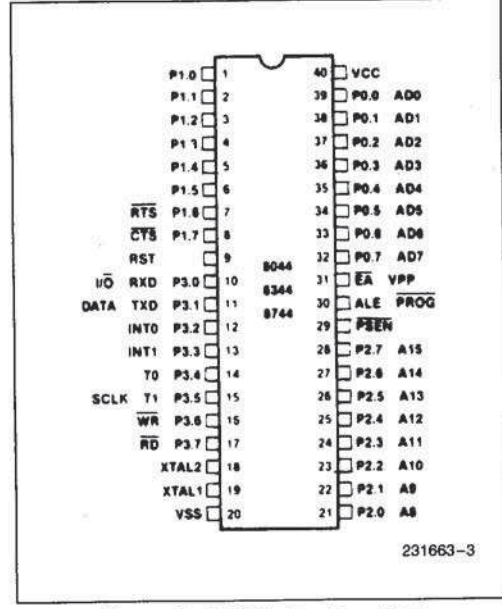 P1.0 1 40 VCC
P1.1 2 39 P0.0 AD0
P1.2 3 38 P0.1 AD1
P1.3 4 37 P0.2 AD2
P1.4 5 36 P0.3 AD3
P1.5 6 35 P0.4 AD4
RTS P1.6 7 34 P0.5 AD5
CTS P1.7 8 33 P0.6 AD6
RST 9 32 P0.7 AD7
I/O RXD P3.0 10 31 EA VPP
DATA TXD P3.1 11 30 ALE PROG
INT0 P3.2 12 29 PSEN
INT1 P3.3 13 28 P2.7 A15
T0 P3.4 14 27 P2.6 A14
SCLK T1 P3.5 15 26 P2.5 A13
WR P3.6 15 25 P2.4 A12
RD P3.7 17 24 P2.3 A11
XTAL2 18 23 P2.2 A10
XTAL1 19 22 P2.1 A9
VSS 20 21 P2.0 A8
8044
8344
8744
231663-3